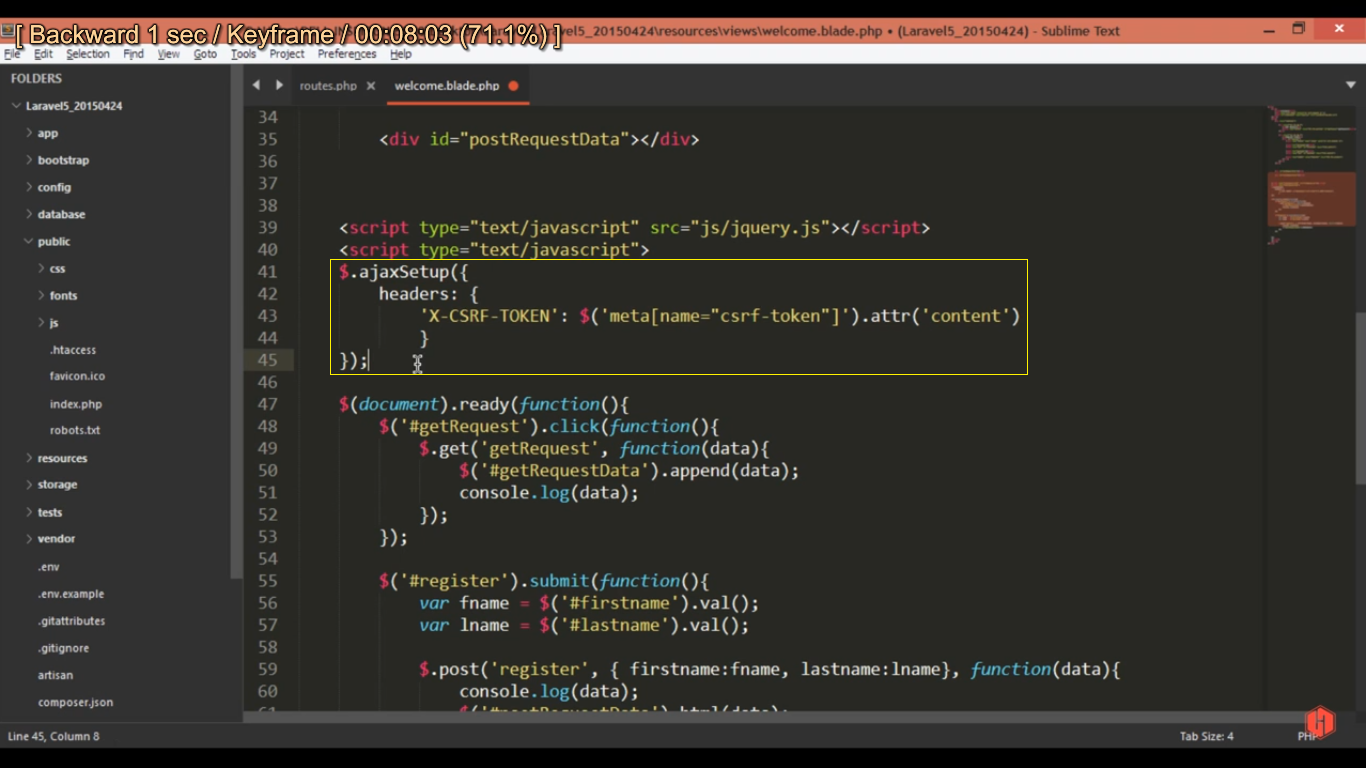 [ Backward 1 sec / Keyframe / 00:08:03 (71.1%) ]
5_20150424\resources\views\welcome.blade.php • (Laravel5_20150424) - Sublime Text
File Edit Selection Find View Goto Tools Project Preferences Help
FOLDERS
Laravel5_20150424
app
bootstrap
config
database
public
css
fonts
js
.htaccess
favicon.ico
index.php
robots.txt
resources
storage
tests
vendor
.env
.env.example
.gitattributes
.gitignore
artisan
composer.json
routes.php
welcome.blade.php
34
35 <div id="postRequestData"></div>
36
37
38
39 <script type="text/javascript" src="js/jquery.js"></script>
40 <script type="text/javascript">
41 $.ajaxSetup({
42 headers: {
43 'X-CSRF-TOKEN': $('meta[name="csrf-token"]').attr('content')
44 }
45 });
46
47 $(document).ready(function(){
48 $('#getRequest').click(function(){
49 $.get('getRequest', function(data){
50 $('#getRequestData').append(data);
51 console.log(data);
52 });
53 });
54
55 $('#register').submit(function(){
56 var fname = $('#firstname').val();
57 var lname = $('#lastname').val();
58
59 $.post('register', { firstname:fname, lastname:lname}, function(data){
60 console.log(data);
Line 45, Column 8
Tab Size: 4